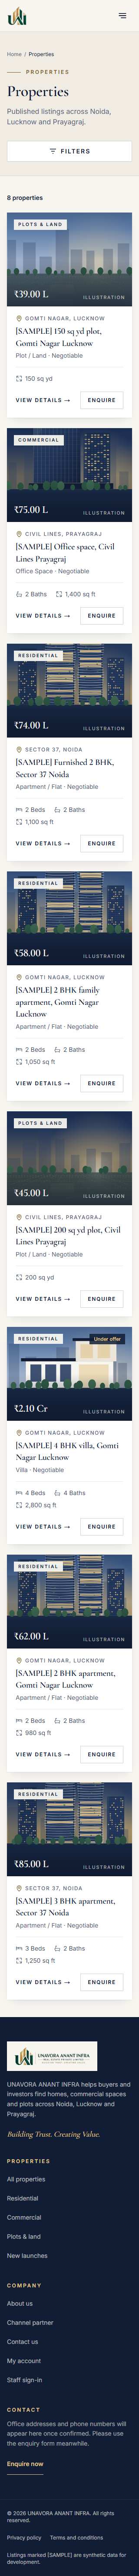 UAI
Home / Properties
PROPERTIES
Properties
Published listings across Noida,
Lucknow and Prayagraj.
FILTERS
8 properties
PLOTS & LAND
₹39.00 L
ILLUSTRATION
GOMTI NAGAR, LUCKNOW
[SAMPLE] 150 sq yd plot,
Gomti Nagar Lucknow
Plot / Land · Negotiable
150 sq yd
VIEW DETAILS →
ENQUIRE
COMMERCIAL
₹75.00 L
ILLUSTRATION
CIVIL LINES, PRAYAGRAJ
[SAMPLE] Office space, Civil
Lines Prayagraj
Office Space · Negotiable
2 Baths 1,400 sq ft
VIEW DETAILS →
ENQUIRE
RESIDENTIAL
₹74.00 L
ILLUSTRATION
SECTOR 37, NOIDA
[SAMPLE] Furnished 2 BHK,
Sector 37 Noida
Apartment / Flat · Negotiable
2 Beds 2 Baths
1,100 sq ft
VIEW DETAILS →
ENQUIRE
RESIDENTIAL
₹58.00 L
ILLUSTRATION
GOMTI NAGAR, LUCKNOW
[SAMPLE] 2 BHK family
apartment, Gomti Nagar
Lucknow
Apartment / Flat · Negotiable
2 Beds 2 Baths
1,050 sq ft
VIEW DETAILS →
ENQUIRE
PLOTS & LAND
₹45.00 L
ILLUSTRATION
CIVIL LINES, PRAYAGRAJ
[SAMPLE] 200 sq yd plot, Civil
Lines Prayagraj
Plot / Land · Negotiable
200 sq yd
VIEW DETAILS →
ENQUIRE
RESIDENTIAL
Under offer
₹2.10 Cr
ILLUSTRATION
GOMTI NAGAR, LUCKNOW
[SAMPLE] 4 BHK villa, Gomti
Nagar Lucknow
Villa · Negotiable
4 Beds 4 Baths
2,800 sq ft
VIEW DETAILS →
ENQUIRE
RESIDENTIAL
₹62.00 L
ILLUSTRATION
GOMTI NAGAR, LUCKNOW
[SAMPLE] 2 BHK apartment,
Gomti Nagar Lucknow
Apartment / Flat · Negotiable
2 Beds 2 Baths
980 sq ft
VIEW DETAILS →
ENQUIRE
RESIDENTIAL
₹85.00 L
ILLUSTRATION
SECTOR 37, NOIDA
[SAMPLE] 3 BHK apartment,
Sector 37 Noida
Apartment / Flat · Negotiable
3 Beds 2 Baths
1,250 sq ft
VIEW DETAILS →
ENQUIRE
UAI
UNAVORA ANANT INFRA
UNAVORA ANANT INFRA helps buyers and
investors find homes, commercial spaces
and plots across Noida, Lucknow and
Prayagraj.
Building Trust. Creating Value.
PROPERTIES
All properties
Residential
Commercial
Plots & land
New launches
COMPANY
About us
Channel partner
Contact us
My account
Staff sign-in
CONTACT
Office addresses and phone numbers will
appear here once confirmed. Please use
the enquiry form meanwhile.
Enquire now
© 2026 UNAVORA ANANT INFRA. All rights
reserved.
Privacy policy Terms and conditions
Listings marked [SAMPLE] are synthetic data for
development.